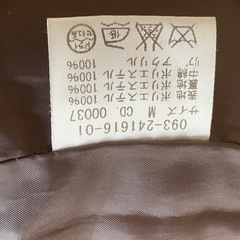 093-241616-01
サイズ M CD. 00037
表地 ポリエステル 100%
裏地 ポリエステル 100%
中綿 ポリエステル 100%
リブ アクリル 100%